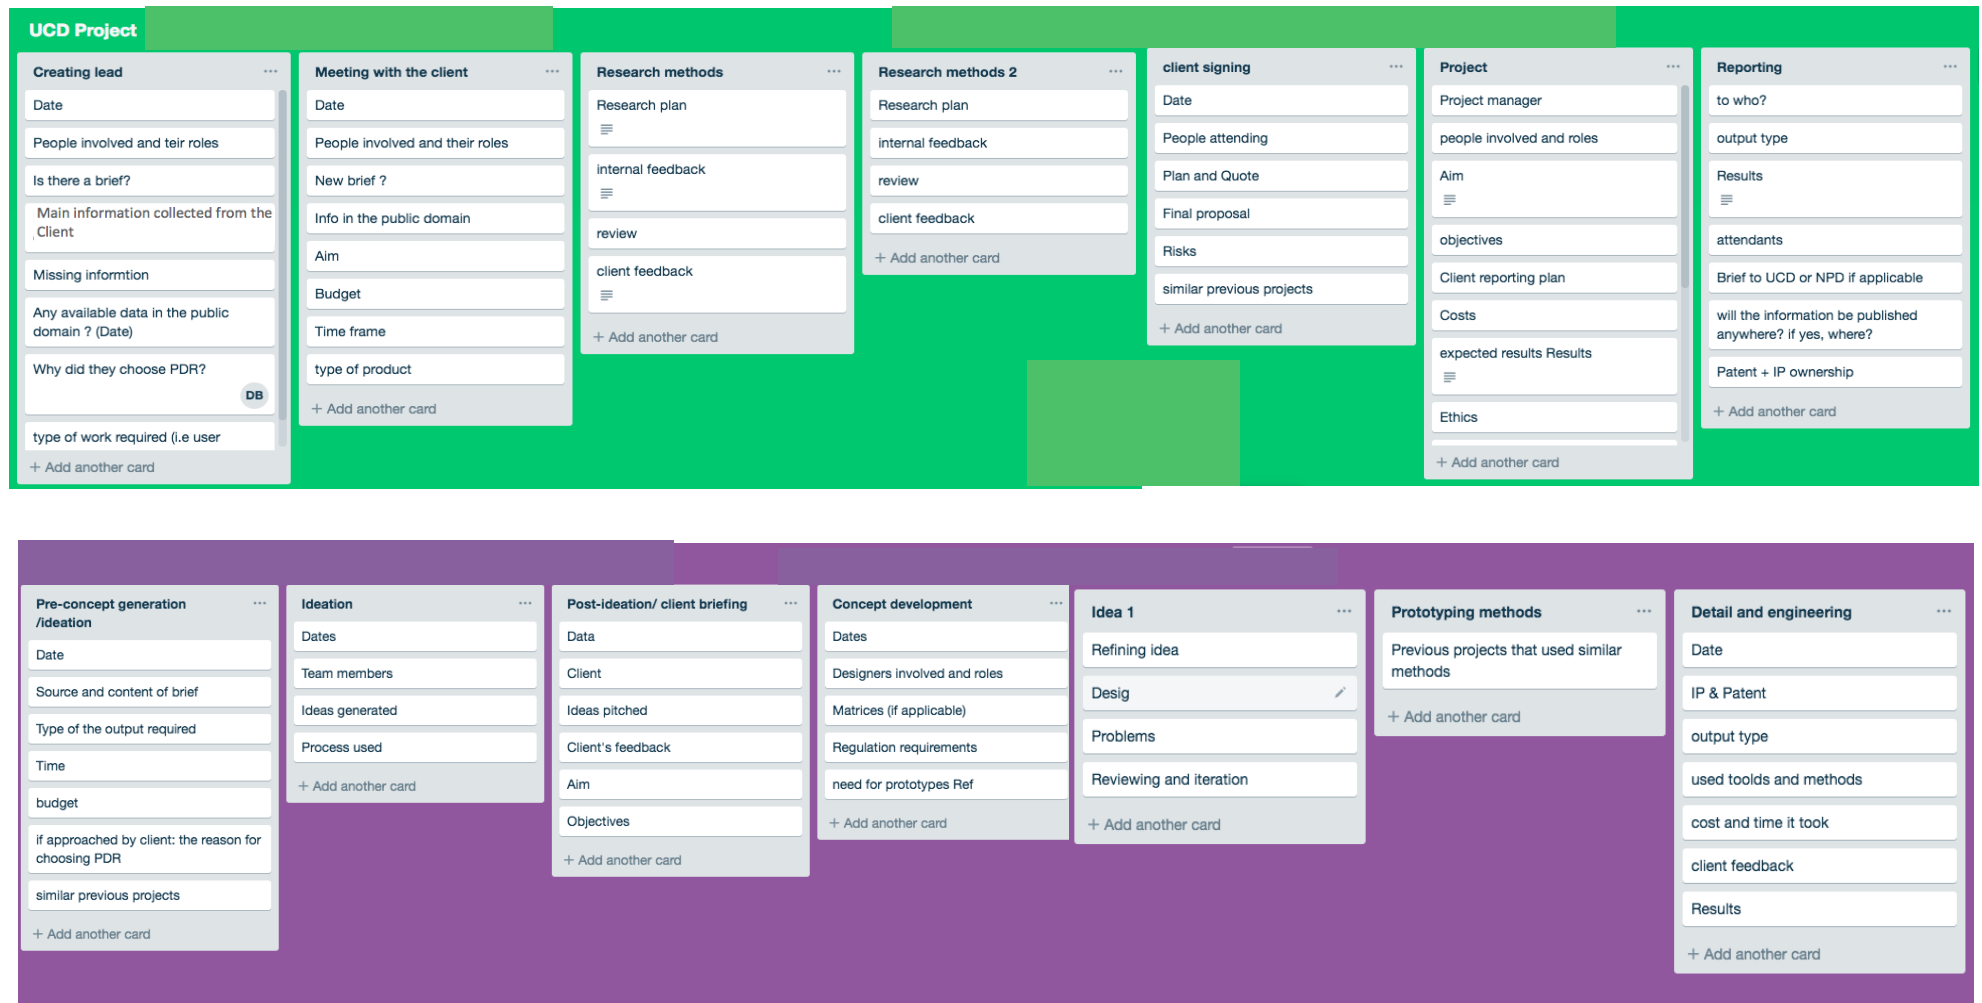 UCD Project
Creating lead
Date
People involved and teir roles
Is there a brief?
Main information collected from the
Client
Missing informtion
Any available data in the public
domain ? (Date)
Why did they choose PDR?
DB
type of work required (i.e user
+ Add another card
Meeting with the client
Date
People involved and their roles
New brief ?
Info in the public domain
Aim
Budget
Time frame
type of product
+ Add another card
Research methods
Research plan
internal feedback
review
client feedback
+ Add another card
Research methods 2
Research plan
internal feedback
review
client feedback
+ Add another card
client signing
Date
People attending
Plan and Quote
Final proposal
Risks
similar previous projects
+ Add another card
Project
Project manager
people involved and roles
Aim
objectives
Client reporting plan
Costs
expected results Results
Ethics
+ Add another card
Reporting
to who?
output type
Results
attendants
Brief to UCD or NPD if applicable
will the information be published
anywhere? if yes, where?
Patent + IP ownership
+ Add another card
Pre-concept generation
/ideation
Date
Source and content of brief
Type of the output required
Time
budget
if approached by client: the reason for
choosing PDR
similar previous projects
+ Add another card
Ideation
Dates
Team members
Ideas generated
Process used
+ Add another card
Post-ideation/ client briefing
Data
Client
Ideas pitched
Client's feedback
Aim
Objectives
+ Add another card
Concept development
Dates
Designers involved and roles
Matrices (if applicable)
Regulation requirements
need for prototypes Ref
+ Add another card
Idea 1
Refining idea
Desig
Problems
Reviewing and iteration
+ Add another card
Prototyping methods
Previous projects that used similar
methods
+ Add another card
Detail and engineering
Date
IP & Patent
output type
used toolds and methods
cost and time it took
client feedback
Results
+ Add another card